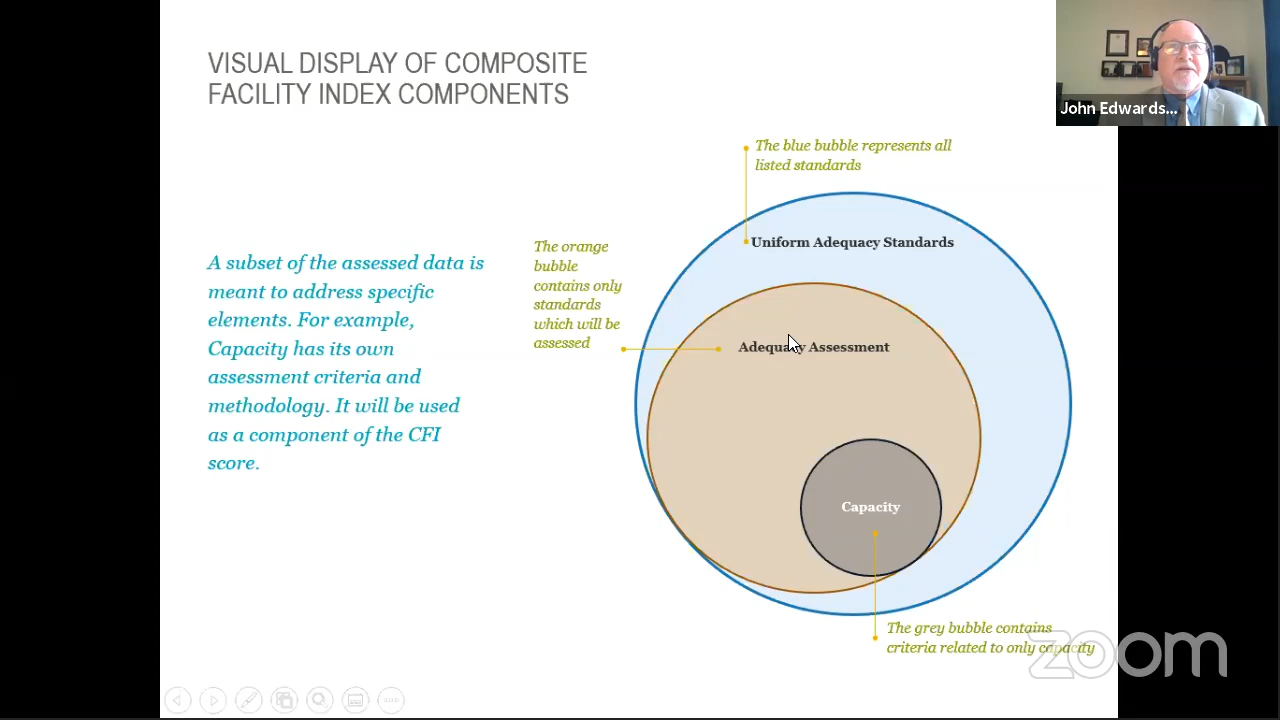 VISUAL DISPLAY OF COMPOSITE
FACILITY INDEX COMPONENTS
John Edwards...
The blue bubble represents all
listed standards
Uniform Adequacy Standards
The orange
bubble
contains only
standards
which will be
assessed
A subset of the assessed data is
meant to address specific
elements. For example,
Capacity has its own
assessment criteria and
methodology. It will be used
as a component of the CFI
score.
Adequacy Assessment
Capacity
The grey bubble contains
criteria related to only capacity
zoom